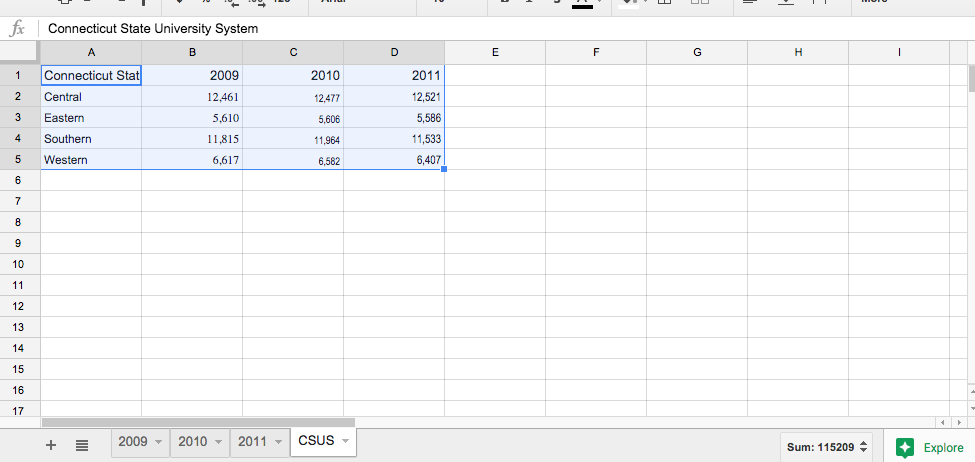 fx Connecticut State University System
A B C D E F G H I
1 Connecticut Stat 2009 2010 2011
2 Central 12,461 12,477 12,521
3 Eastern 5,610 5,606 5,586
4 Southern 11,815 11,964 11,533
5 Western 6,617 6,582 6,407
6
7
8
9
10
11
12
13
14
15
16
17
+ 2009 2010 2011 CSUS Sum: 115209 Explore